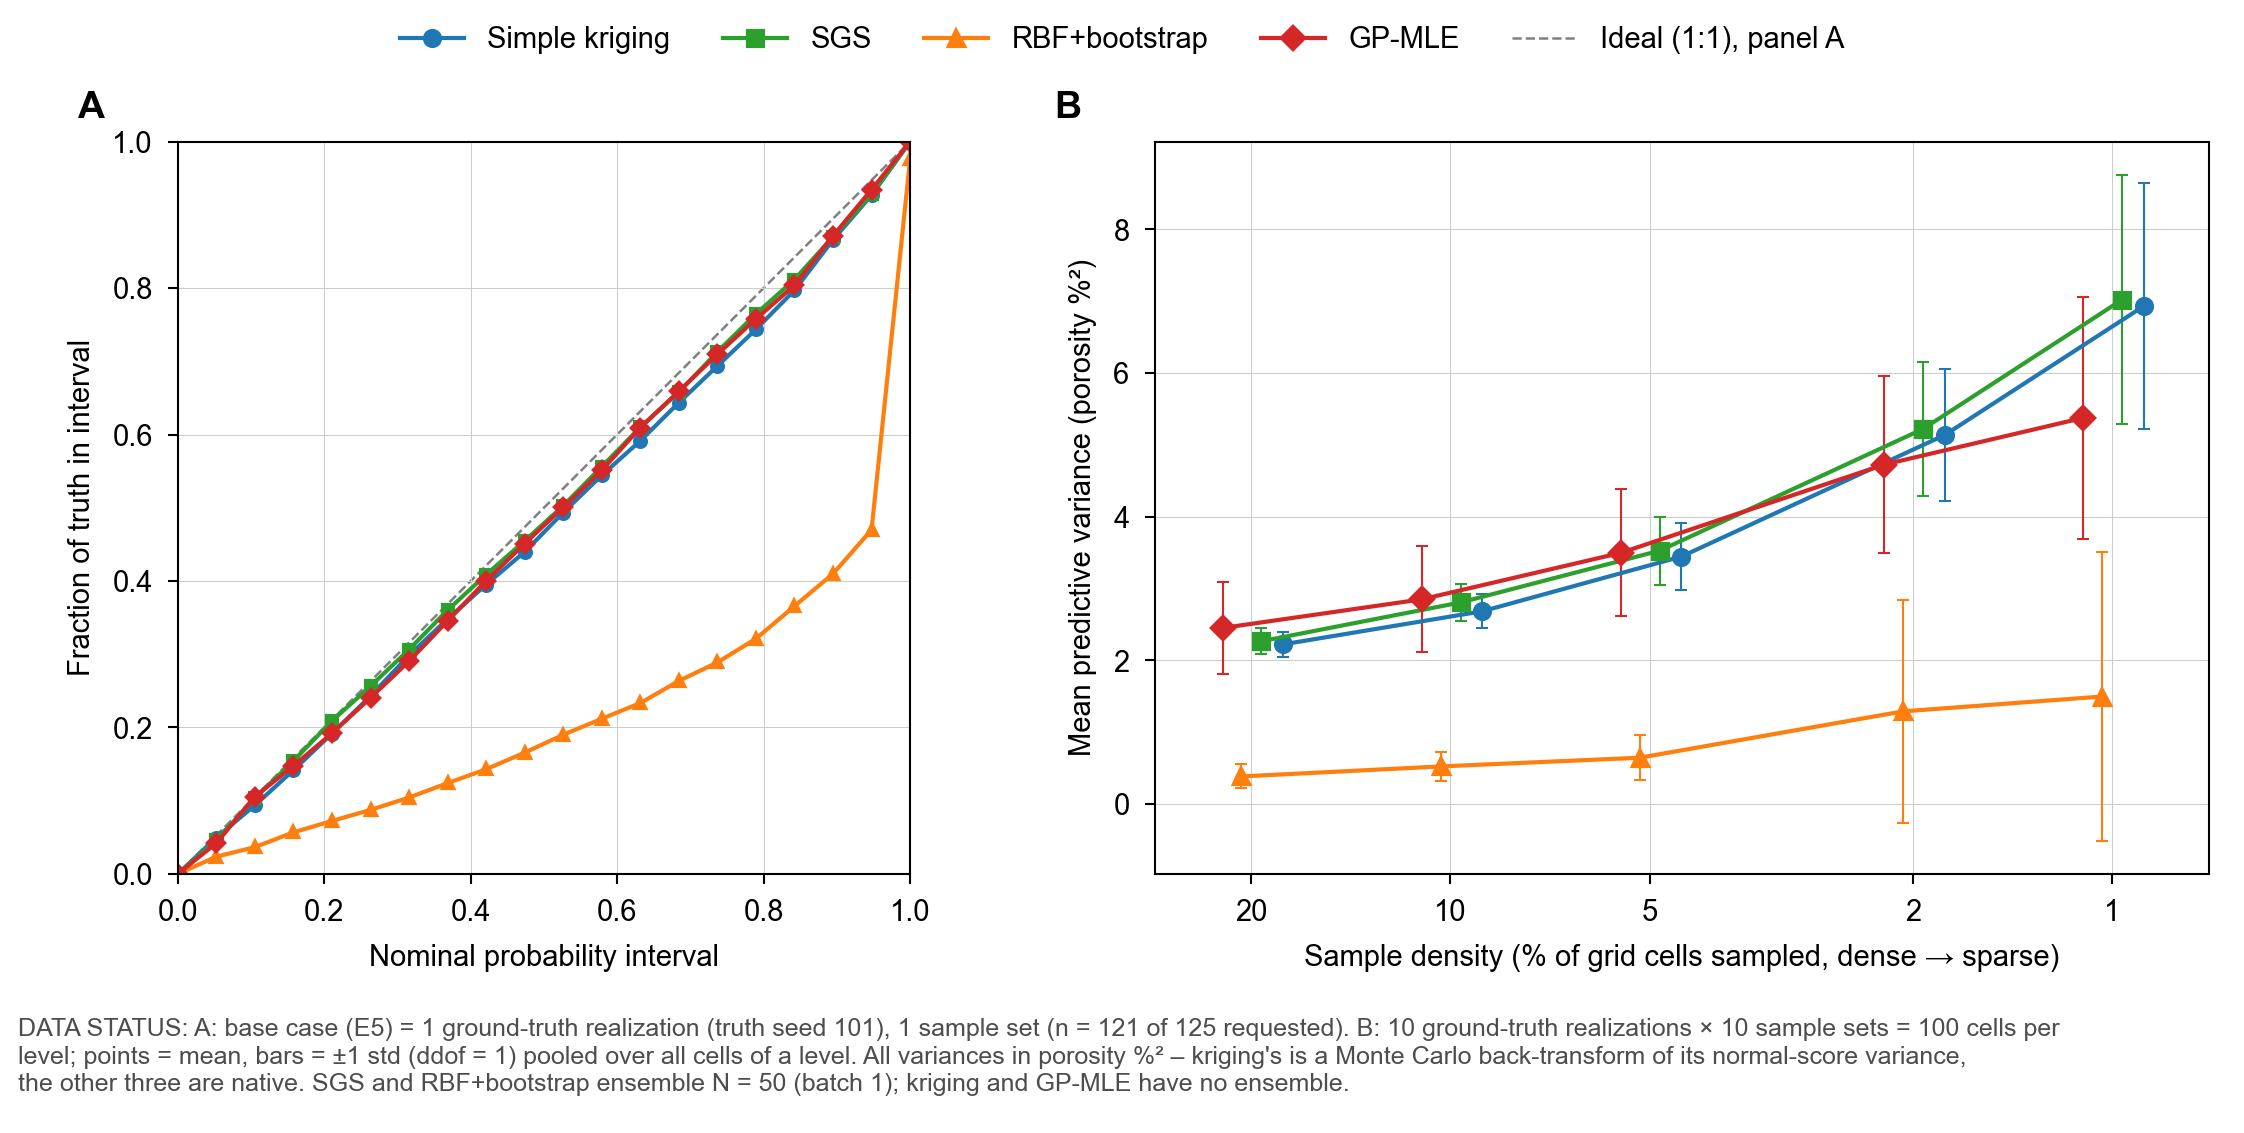 Simple kriging SGS RBF+bootstrap GP-MLE Ideal (1:1), panel A
A
1.0
0.8
0.6
0.4
0.2
0.0
Fraction of truth in interval
0.0 0.2 0.4 0.6 0.8 1.0
Nominal probability interval
B
8
6
4
2
0
Mean predictive variance (porosity %²)
20 10 5 2 1
Sample density (% of grid cells sampled, dense → sparse)
DATA STATUS: A: base case (E5) = 1 ground-truth realization (truth seed 101), 1 sample set (n = 121 of 125 requested). B: 10 ground-truth realizations × 10 sample sets = 100 cells per
level; points = mean, bars = ±1 std (ddof = 1) pooled over all cells of a level. All variances in porosity %² – kriging's is a Monte Carlo back-transform of its normal-score variance,
the other three are native. SGS and RBF+bootstrap ensemble N = 50 (batch 1); kriging and GP-MLE have no ensemble.